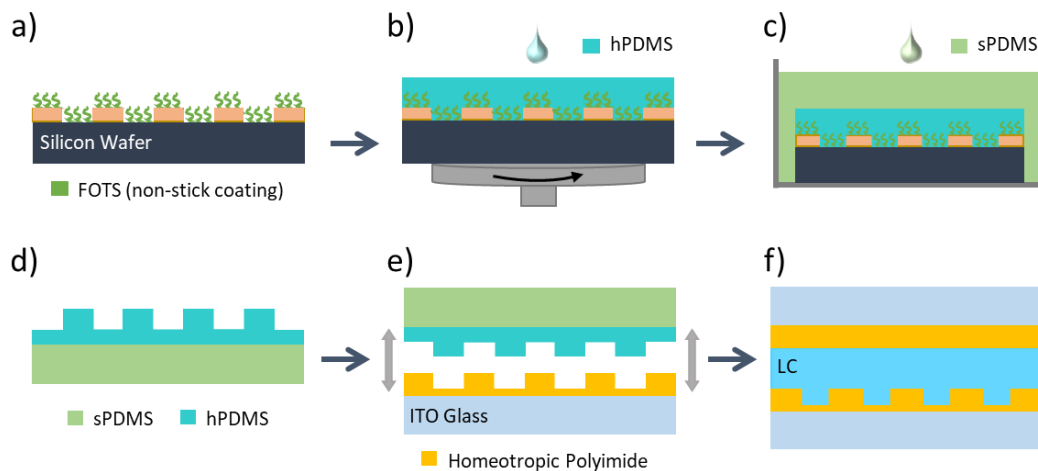 a)
b)
c)
hPDMS
sPDMS
Silicon Wafer
FOTS (non-stick coating)
d)
e)
f)
LC
ITO Glass
sPDMS
hPDMS
Homeotropic Polyimide